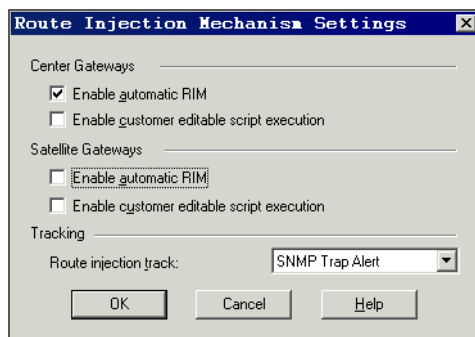 Route Injection Mechanism Settings
Center Gateways
Enable automatic RIM
Enable customer editable script execution
Satellite Gateways
Enable automatic RIM
Enable customer editable script execution
Tracking
Route injection track: SNMP Trap Alert
OK Cancel Help